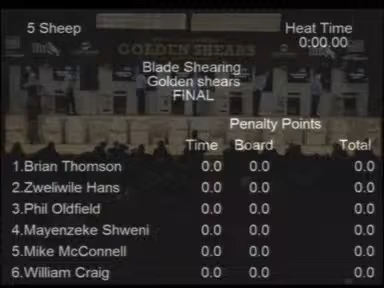 5 Sheep Heat Time
0:00.00
GOLDEN SHEARS
Blade Shearing
Golden shears
FINAL
Penalty Points
Time Board Total
1.Brian Thomson 0.0 0.0 0.0
2.Zweliwile Hans 0.0 0.0 0.0
3.Phil Oldfield 0.0 0.0 0.0
4.Mayenzeke Shweni 0.0 0.0 0.0
5.Mike McConnell 0.0 0.0 0.0
6.William Craig 0.0 0.0 0.0